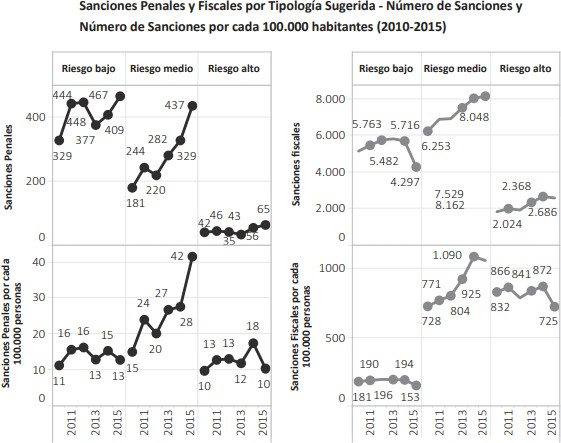 Sanciones Penales y Fiscales por Tipología Sugerida - Número de Sanciones y
Número de Sanciones por cada 100.000 habitantes (2010-2015)
Riesgo bajo Riesgo medio Riesgo alto
Sanciones Penales
400
200
0
444 467
448
377 409
329
437
244 282
329
181 220
42 46 43 65
35 56
Sanciones Penales por cada
100.000 personas
40
30
20
10
0
16 16 15
11 13 13
42
24 27
28
15 20
13 13 18
10 12 10
2011 2013 2015 2011 2013 2015 2011 2013 2015
Riesgo bajo Riesgo medio Riesgo alto
Sanciones fiscales
8.000
6.000
4.000
2.000
0
5.763 5.716
5.482
4.297
8.048
6.253
7.529
8.162
2.368
2.024 2.686
Sanciones Fiscales por cada
100.000 personas
1000
500
0
190 194
181 196 153
1.090
771
925
728 804
866 841 872
832
725
2011 2013 2015 2011 2013 2015 2011 2013 2015